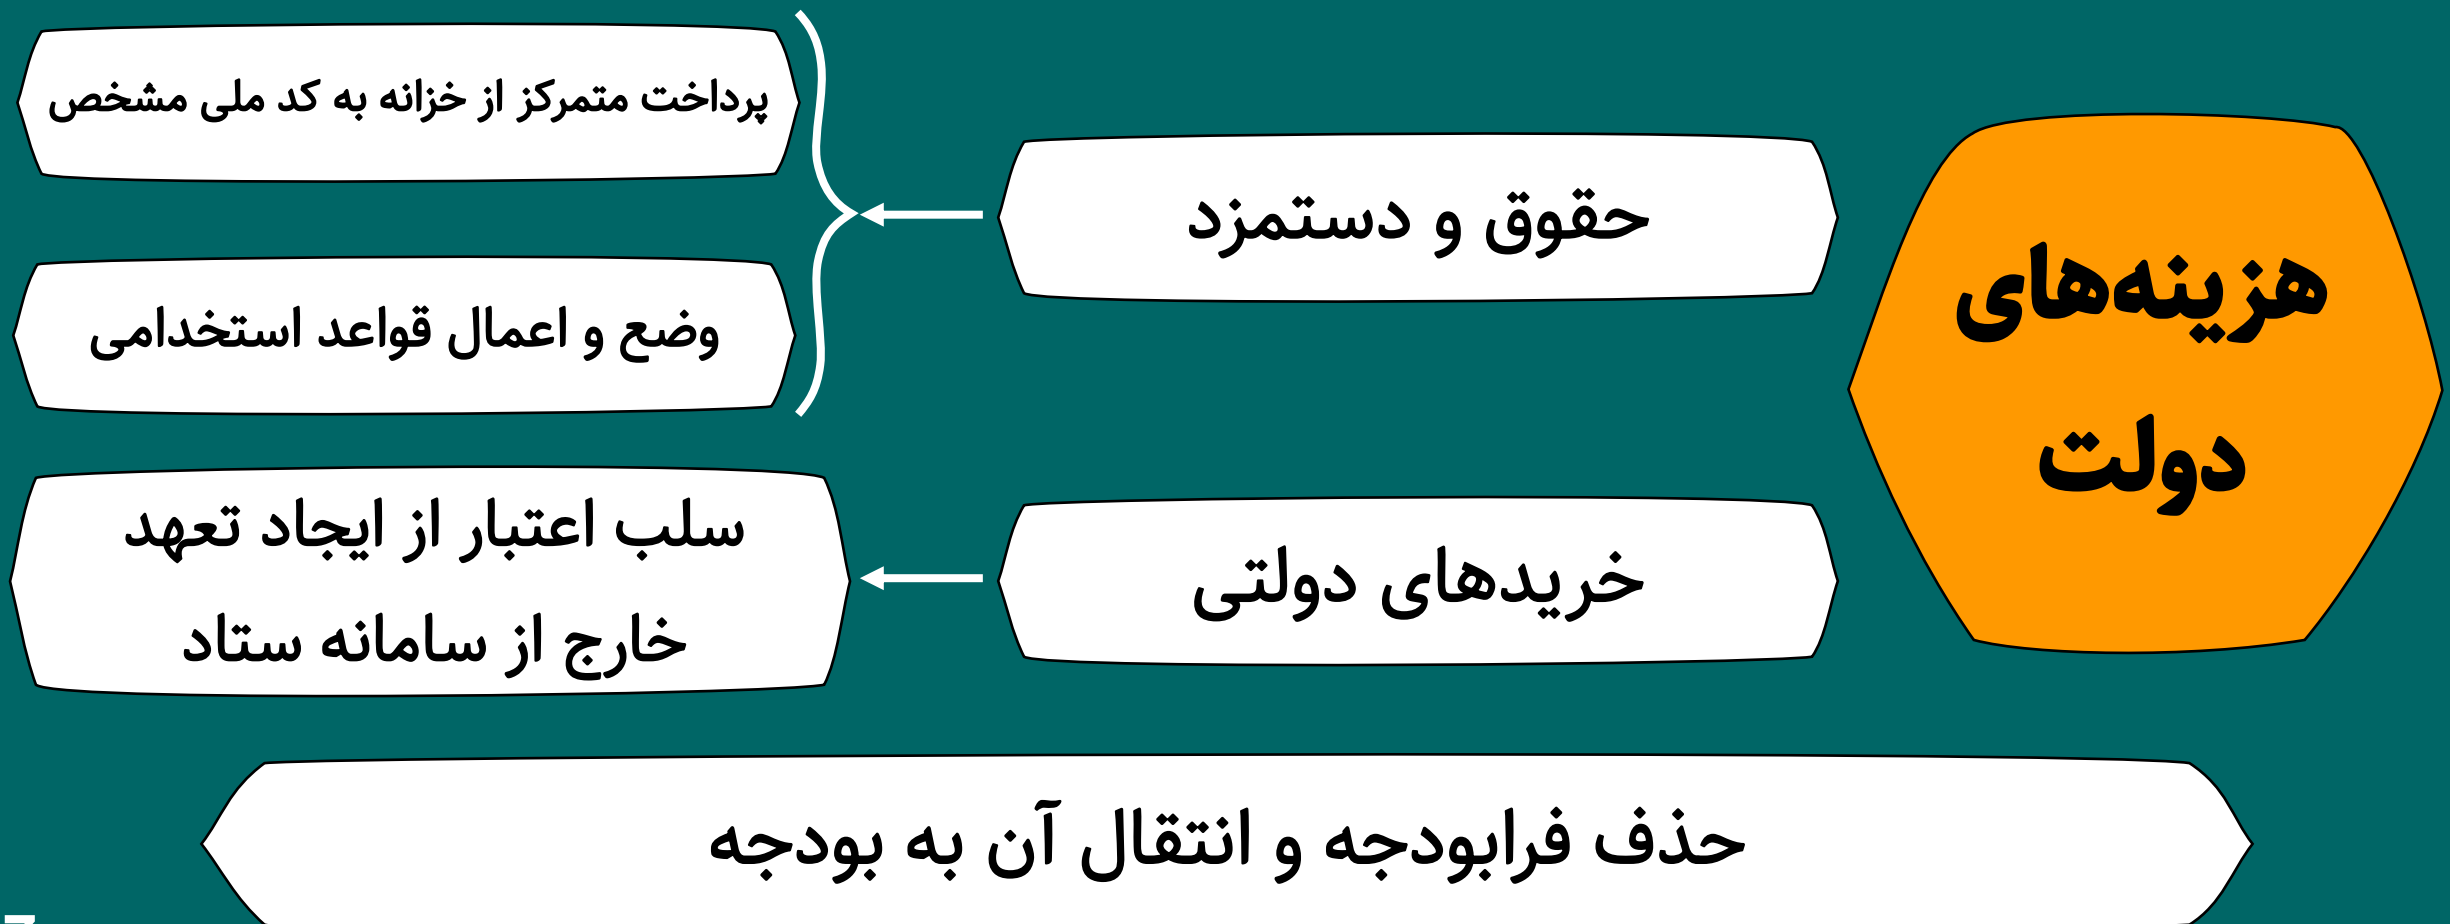 هزینه‌های
دولت
حقوق و دستمزد
پرداخت متمرکز از خزانه به کد ملی مشخص
وضع و اعمال قواعد استخدامی
خریدهای دولتی
سلب اعتبار از ایجاد تعهد
خارج از سامانه ستاد
حذف فرابودجه و انتقال آن به بودجه